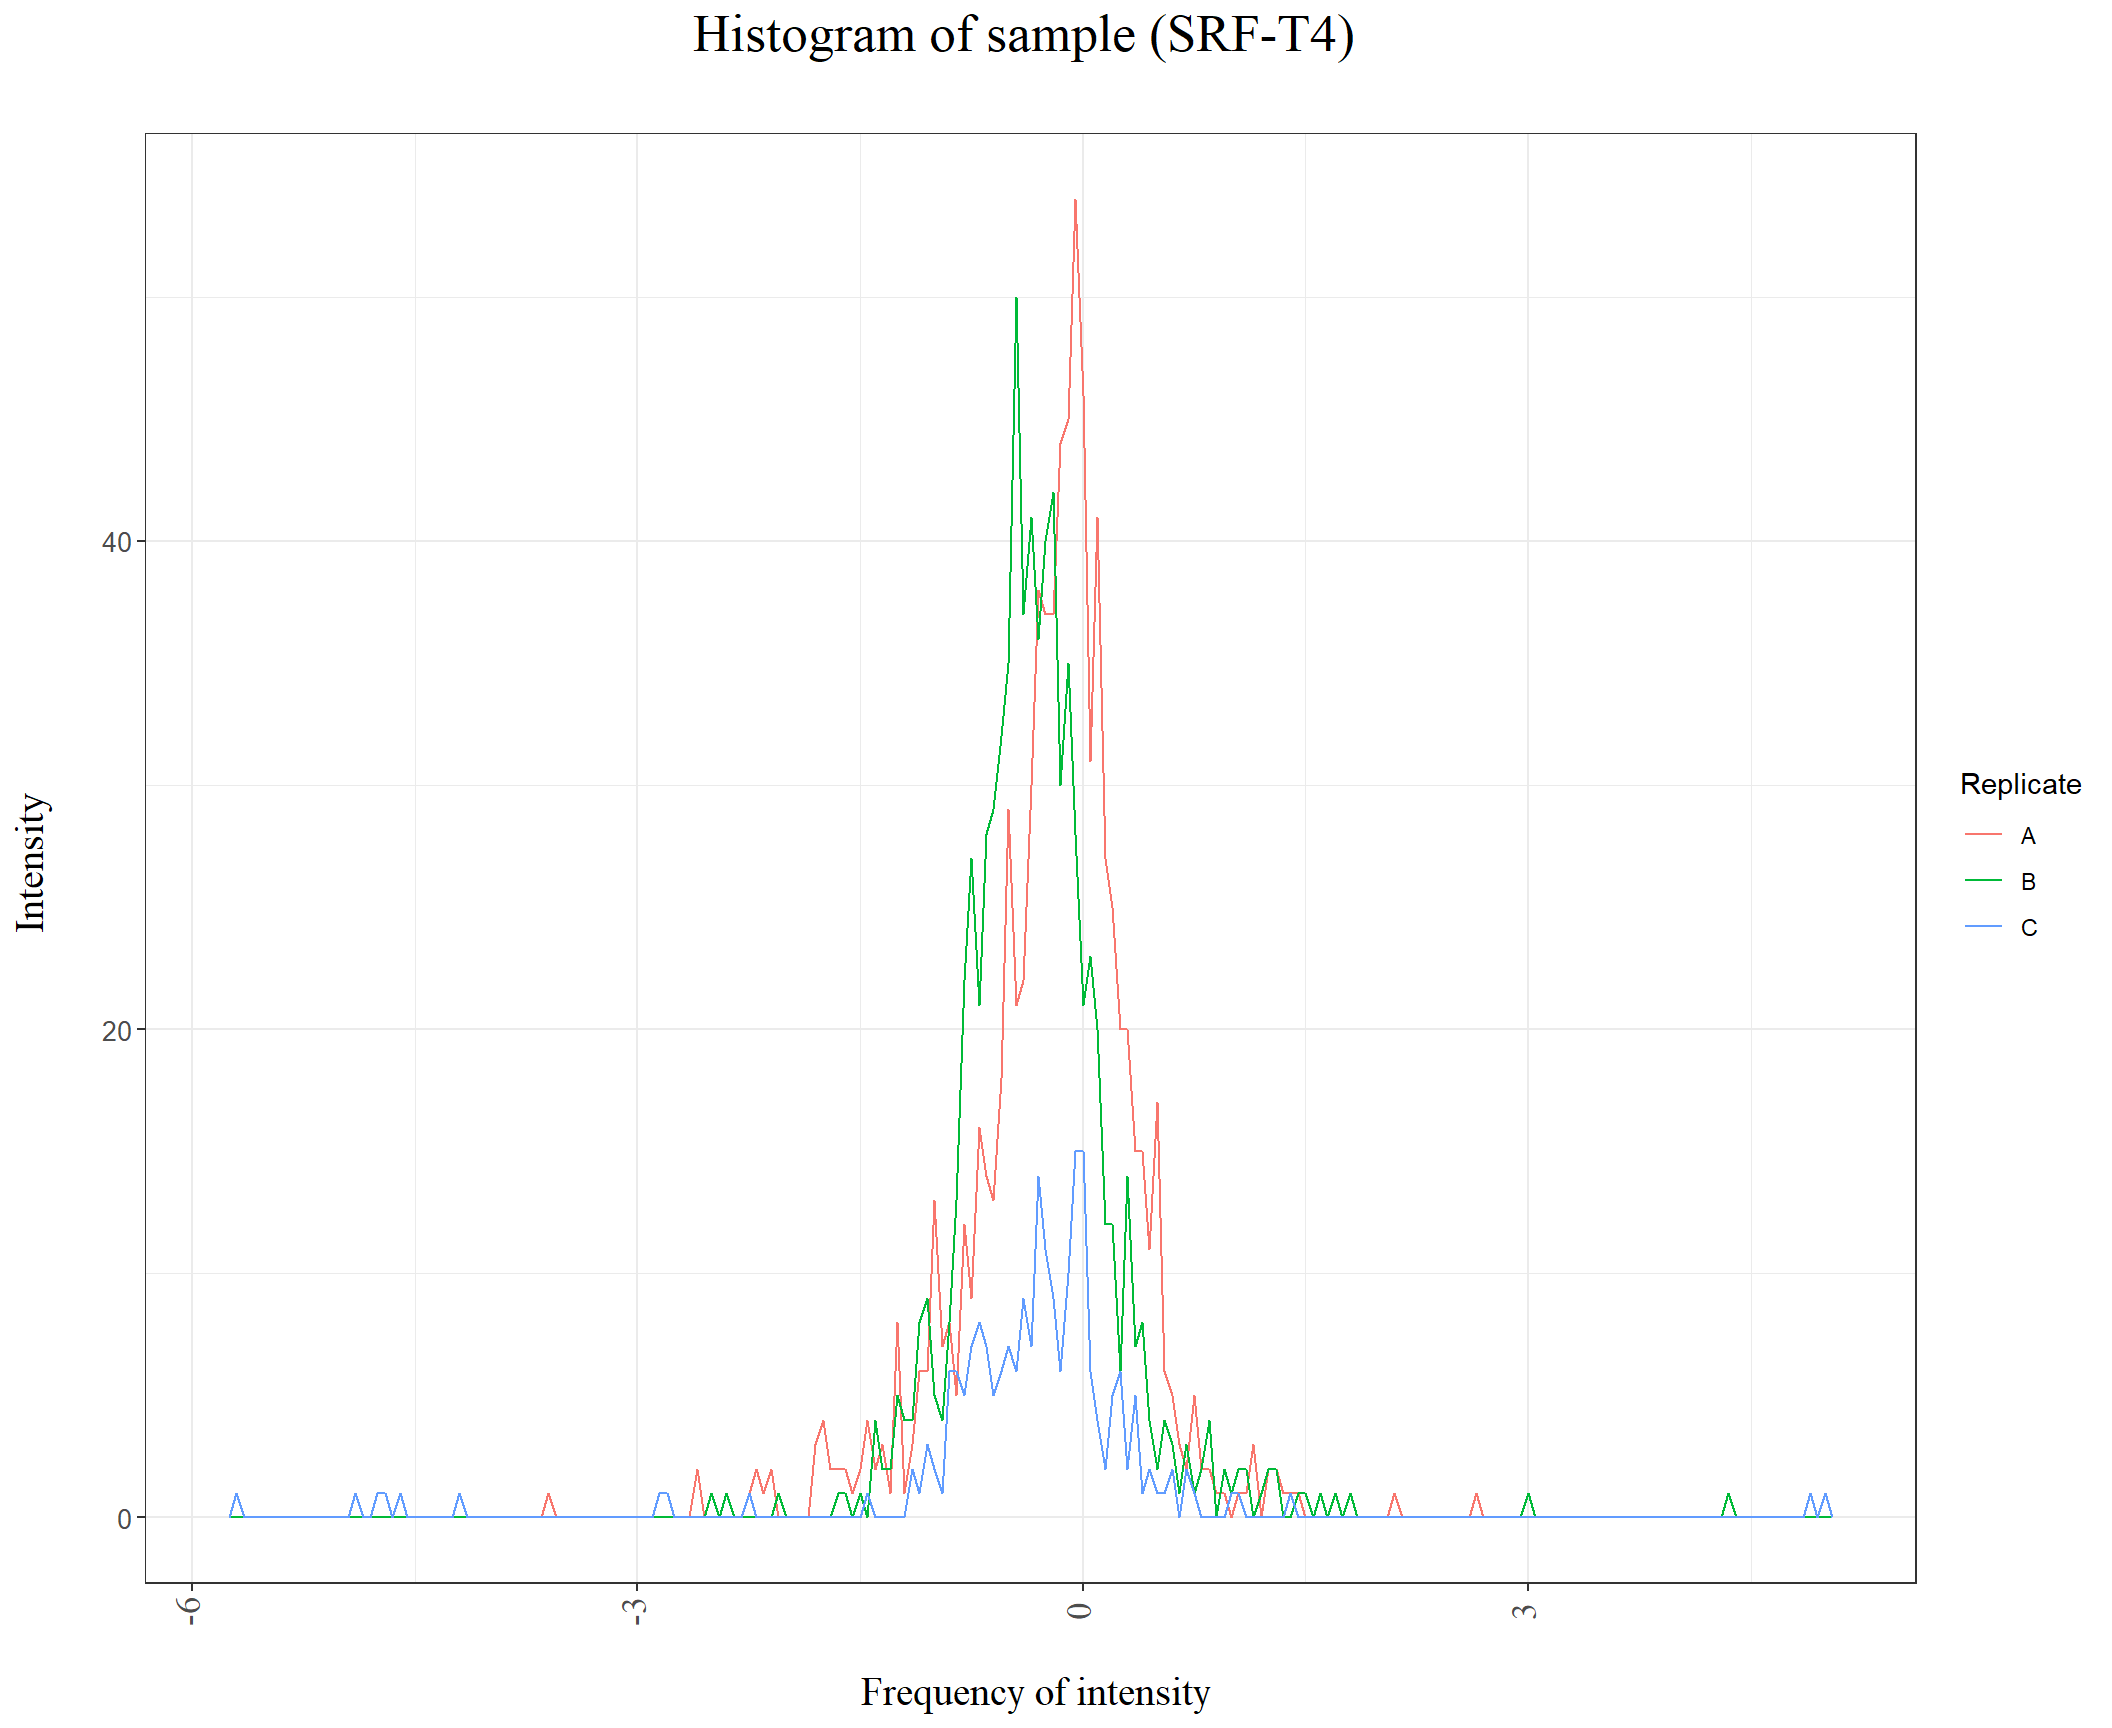 Histogram of sample (SRF-T4)
Intensity
40
20
0
-6
-3
0
3
Frequency of intensity
Replicate
A
B
C